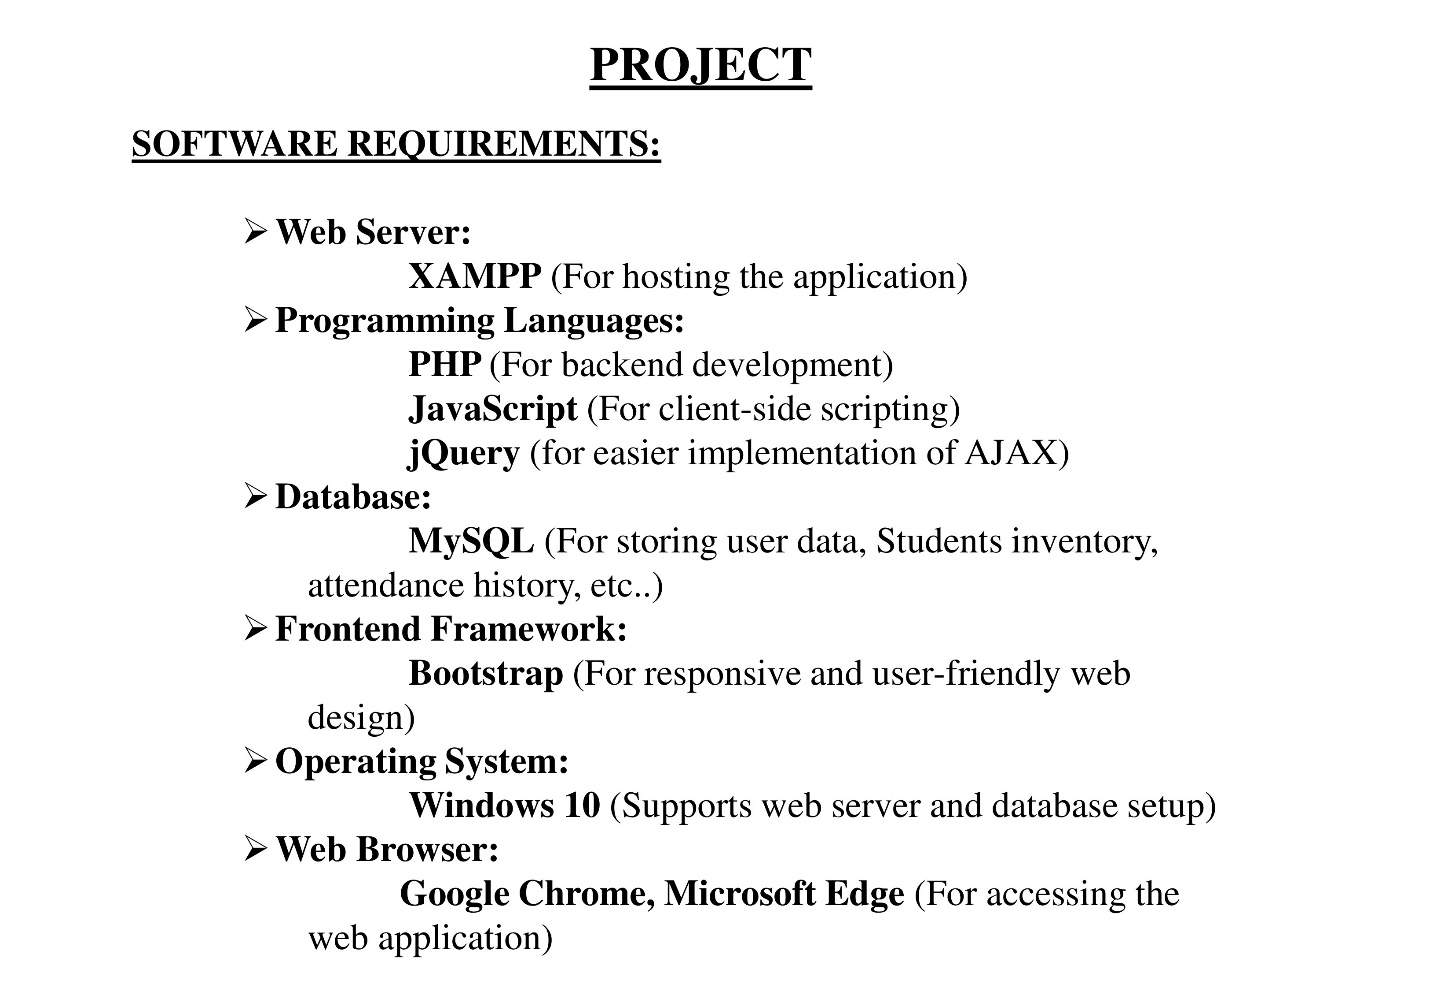 PROJECT
SOFTWARE REQUIREMENTS:
➢ Web Server:
XAMPP (For hosting the application)
➢ Programming Languages:
PHP (For backend development)
JavaScript (For client-side scripting)
jQuery (for easier implementation of AJAX)
➢ Database:
MySQL (For storing user data, Students inventory,
attendance history, etc..)
➢ Frontend Framework:
Bootstrap (For responsive and user-friendly web
design)
➢ Operating System:
Windows 10 (Supports web server and database setup)
➢ Web Browser:
Google Chrome, Microsoft Edge (For accessing the
web application)